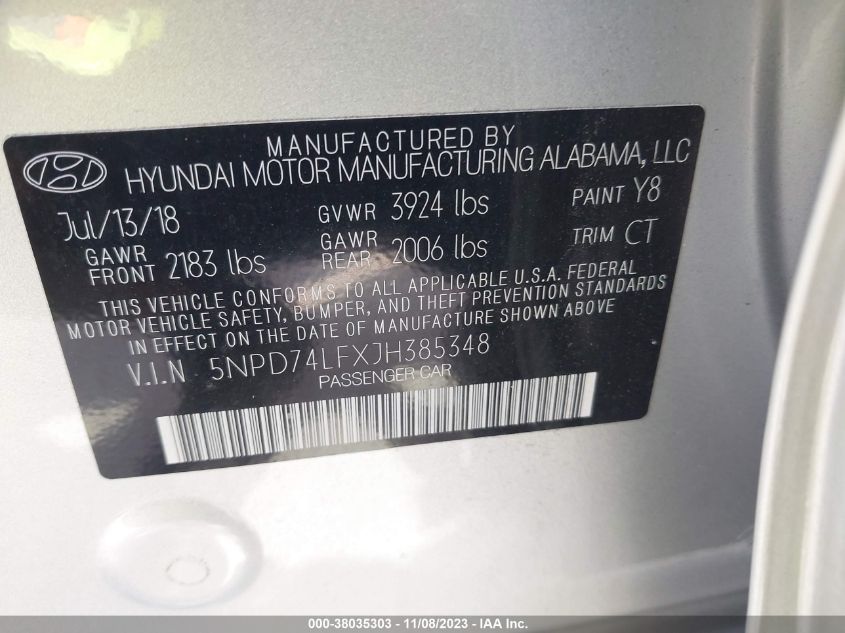 MANUFACTURED BY
HYUNDAI MOTOR MANUFACTURING ALABAMA, LLC
Jul/13/18 GVWR 3924 lbs PAINT Y8
GAWR FRONT 2183 lbs GAWR REAR 2006 lbs TRIM CT
THIS VEHICLE CONFORMS TO ALL APPLICABLE U.S.A. FEDERAL
MOTOR VEHICLE SAFETY, BUMPER, AND THEFT PREVENTION STANDARDS
IN EFFECT ON THE DATE OF MANUFACTURE SHOWN ABOVE
V.I.N 5NPD74LFXJH385348
PASSENGER CAR
000-38035303 - 11/08/2023 - IAA Inc.